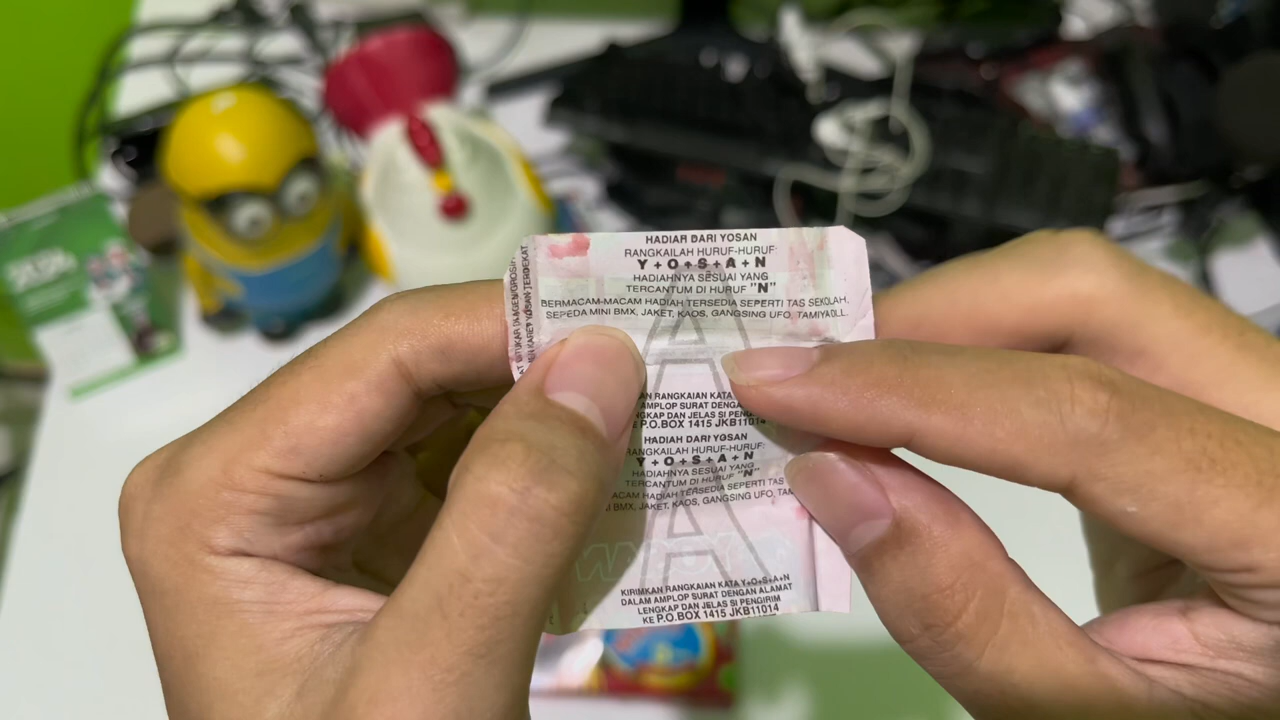 HADIAH DARI YOSAN
RANGKAILAH HURUF-HURUF:
Y+O+S+A+N
HADIAHNYA SESUAI YANG
TERCANTUM DI HURUF "N"
BERMACAM-MACAM HADIAH TERSEDIA SEPERTI TAS SEKOLAH,
SEPEDA MINI BMX, JAKET, KAOS, GANGSING UFO, TAMIYA DLL.
A
RANGKAIAN KATA
AMPLOP SURAT DENGAN
DAN JELAS SI PENGIRIM
P.O.BOX 1415 JKB11014
HADIAH DARI YOSAN
RANGKAILAH HURUF-HURUF:
Y+O+S+A+N
HADIAHNYA SESUAI YANG
TERCANTUM DI HURUF "N"
MACAM HADIAH TERSEDIA SEPERTI TAS
BMX, JAKET, KAOS, GANGSING UFO,
A
KIRIMKAN RANGKAIAN KATA Y+O+S+A+N
DALAM AMPLOP SURAT DENGAN ALAMAT
LENGKAP DAN JELAS SI PENGIRIM
KE P.O.BOX 1415 JKB11014